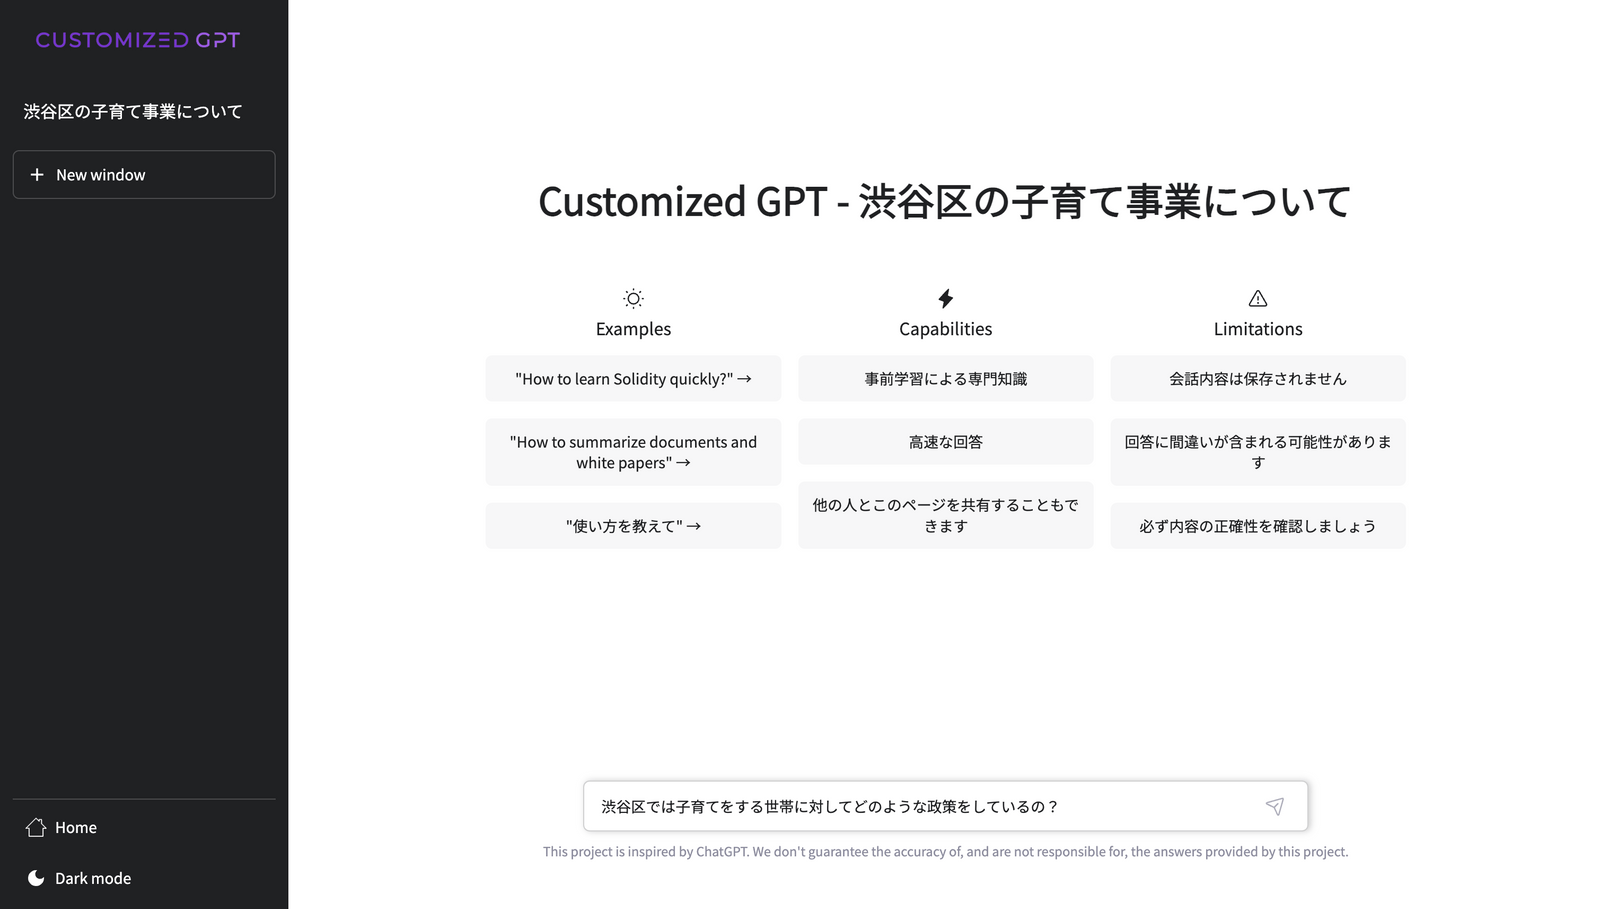 CUSTOMIZED GPT
渋谷区の子育て事業について
New window
Home
Dark mode
Customized GPT - 渋谷区の子育て事業について
Examples
"How to learn Solidity quickly?" →
"How to summarize documents and
white papers" →
"使い方を教えて" →
Capabilities
事前学習による専門知識
高速な回答
他の人とこのページを共有することもで
きます
Limitations
会話内容は保存されません
回答に間違いが含まれる可能性がありま
す
必ず内容の正確性を確認しましょう
渋谷区では子育てをする世帯に対してどのような政策をしているの？
This project is inspired by ChatGPT. We don't guarantee the accuracy of, and are not responsible for, the answers provided by this project.